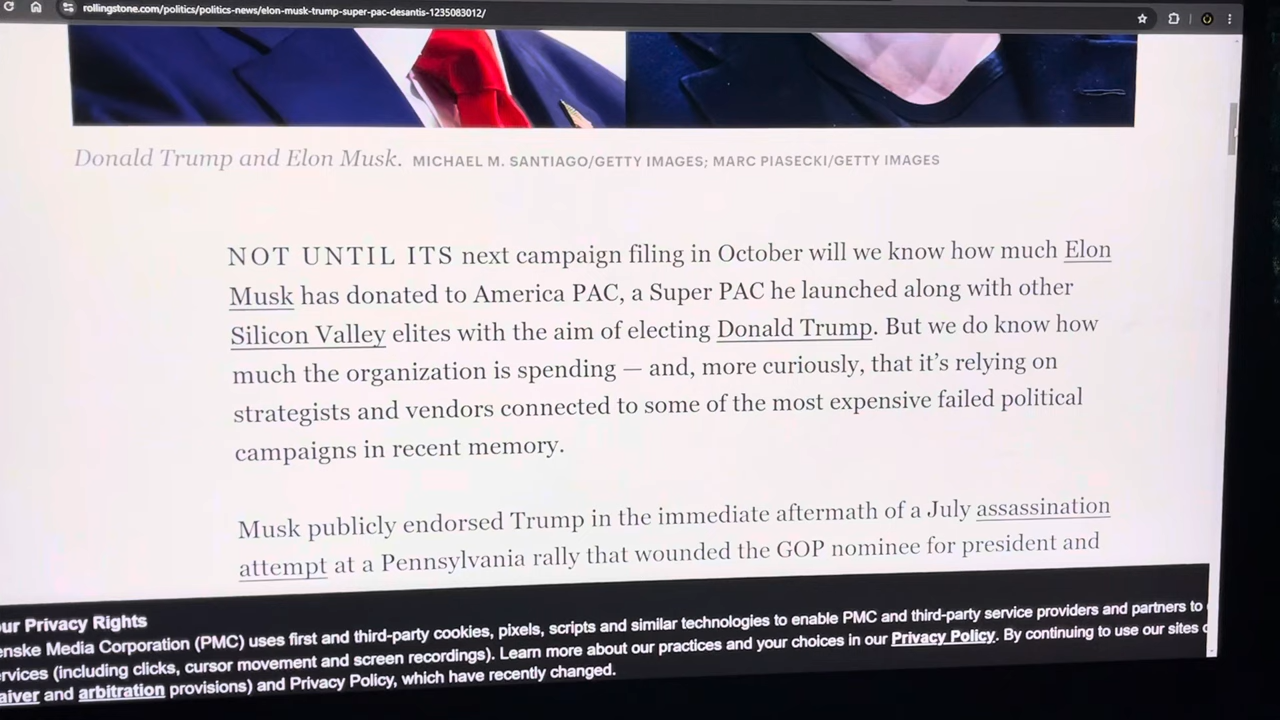 rollingstone.com/politics/politics-news/elon-musk-trump-super-pac-desantis-1235083012/
Donald Trump and Elon Musk. MICHAEL M. SANTIAGO/GETTY IMAGES; MARC PIASECKI/GETTY IMAGES
NOT UNTIL ITS next campaign filing in October will we know how much Elon
Musk has donated to America PAC, a Super PAC he launched along with other
Silicon Valley elites with the aim of electing Donald Trump. But we do know how
much the organization is spending — and, more curiously, that it’s relying on
strategists and vendors connected to some of the most expensive failed political
campaigns in recent memory.
Musk publicly endorsed Trump in the immediate aftermath of a July assassination
attempt at a Pennsylvania rally that wounded the GOP nominee for president and
Privacy Rights
Media Corporation (PMC) uses first and third-party cookies, pixels, scripts and similar technologies to enable PMC and third-party service providers and partners to
(including clicks, cursor movement and screen recordings). Learn more about our practices and your choices in our Privacy Policy. By continuing to use our sites
and arbitration provisions) and Privacy Policy, which have recently changed.